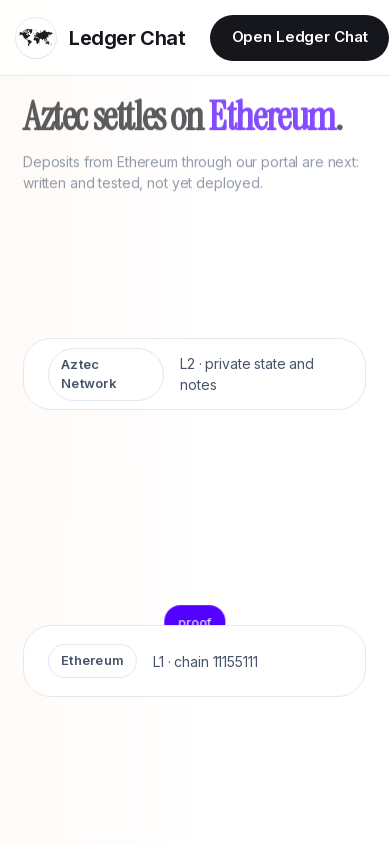 Ledger Chat
Open Ledger Chat
Aztec settles on Ethereum.
Deposits from Ethereum through our portal are next:
written and tested, not yet deployed.
Aztec
Network
L2 · private state and
notes
proof
Ethereum
L1 · chain 11155111